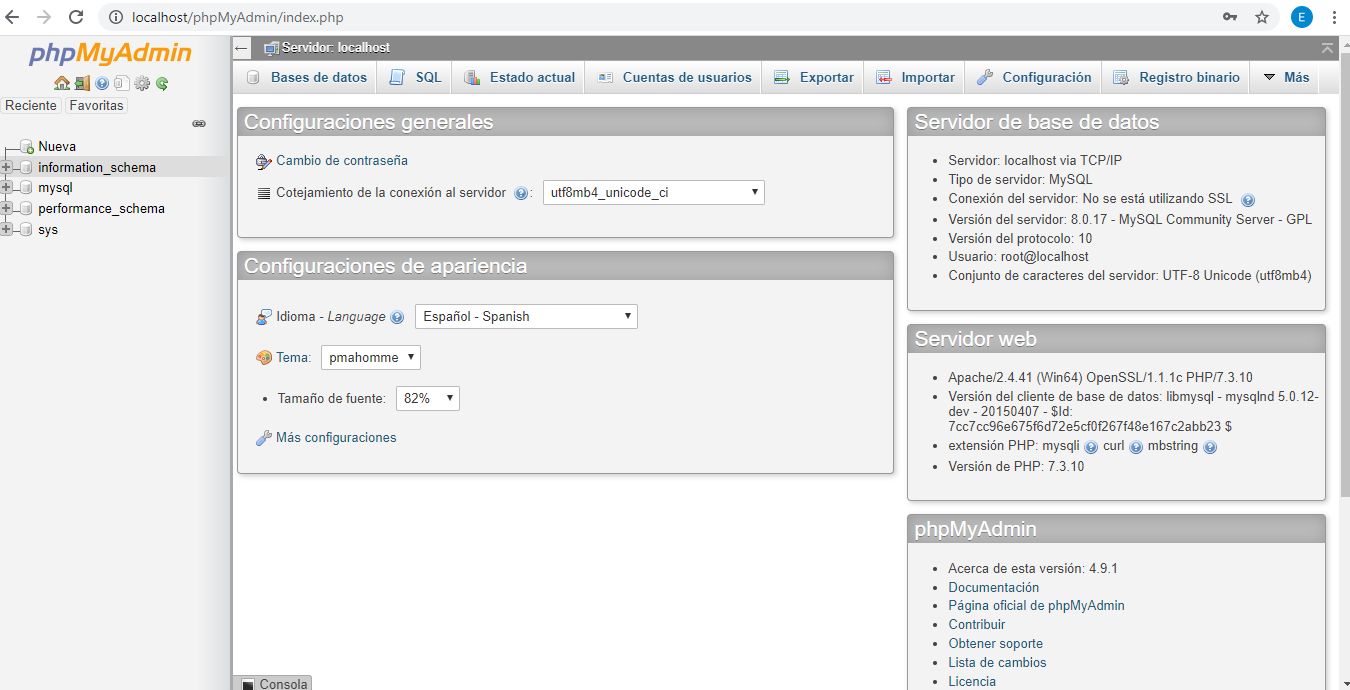 localhost/phpMyAdmin/index.php
E
phpMyAdmin
Reciente Favoritas
Nueva
information_schema
mysql
performance_schema
sys
Servidor: localhost
Bases de datos SQL Estado actual Cuentas de usuarios Exportar Importar Configuración Registro binario Más
Configuraciones generales
Cambio de contraseña
Cotejamiento de la conexión al servidor : utf8mb4_unicode_ci
Configuraciones de apariencia
Idioma - Language Español - Spanish
Tema: pmahomme
• Tamaño de fuente: 82%
Más configuraciones
Servidor de base de datos
• Servidor: localhost via TCP/IP
• Tipo de servidor: MySQL
• Conexión del servidor: No se está utilizando SSL
• Versión del servidor: 8.0.17 - MySQL Community Server - GPL
• Versión del protocolo: 10
• Usuario: root@localhost
• Conjunto de caracteres del servidor: UTF-8 Unicode (utf8mb4)
Servidor web
• Apache/2.4.41 (Win64) OpenSSL/1.1.1c PHP/7.3.10
• Versión del cliente de base de datos: libmysql - mysqlnd 5.0.12-
dev - 20150407 - $Id:
7cc7cc96e675f6d72e5cf0f267f48e167c2abb23 $
• extensión PHP: mysqli curl mbstring
• Versión de PHP: 7.3.10
phpMyAdmin
• Acerca de esta versión: 4.9.1
• Documentación
• Página oficial de phpMyAdmin
• Contribuir
• Obtener soporte
• Lista de cambios
• Licencia
Consola